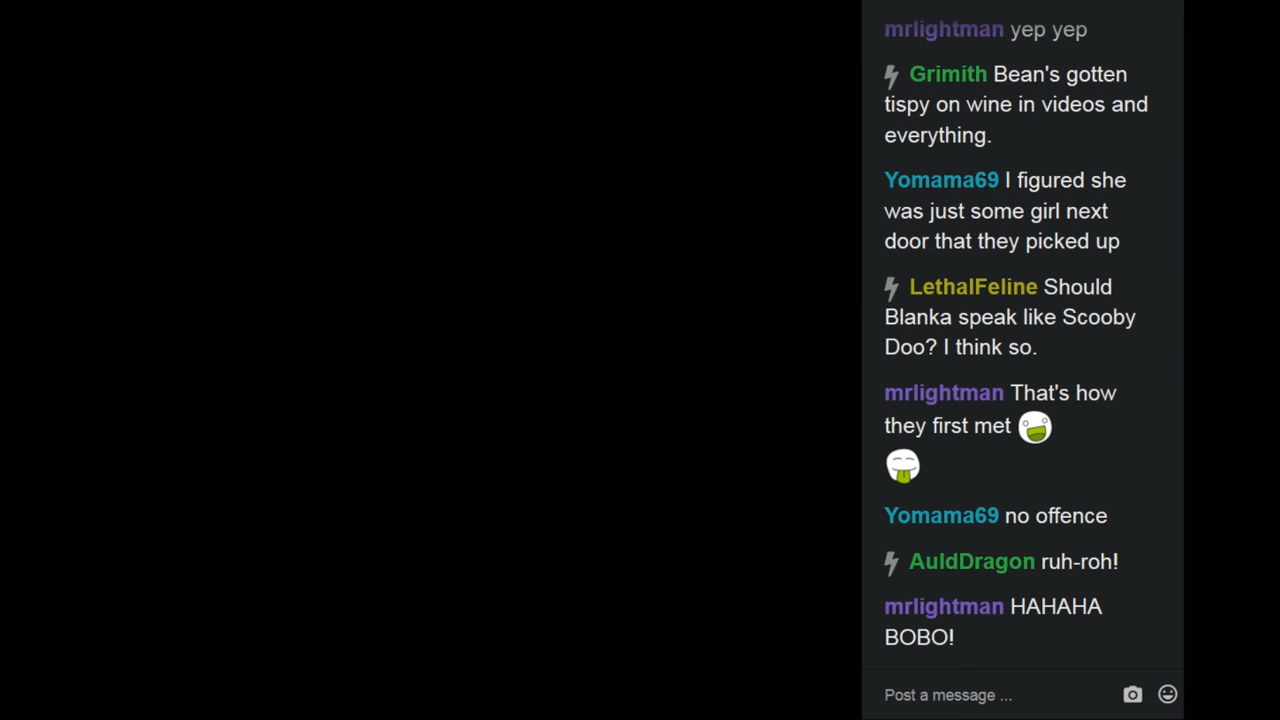 mrlightman yep yep
Grimith Bean's gotten
tispy on wine in videos and
everything.
Yomama69 I figured she
was just some girl next
door that they picked up
LethalFeline Should
Blanka speak like Scooby
Doo? I think so.
mrlightman That's how
they first met
Yomama69 no offence
AuldDragon ruh-roh!
mrlightman HAHAHA
BOBO!
Post a message ...